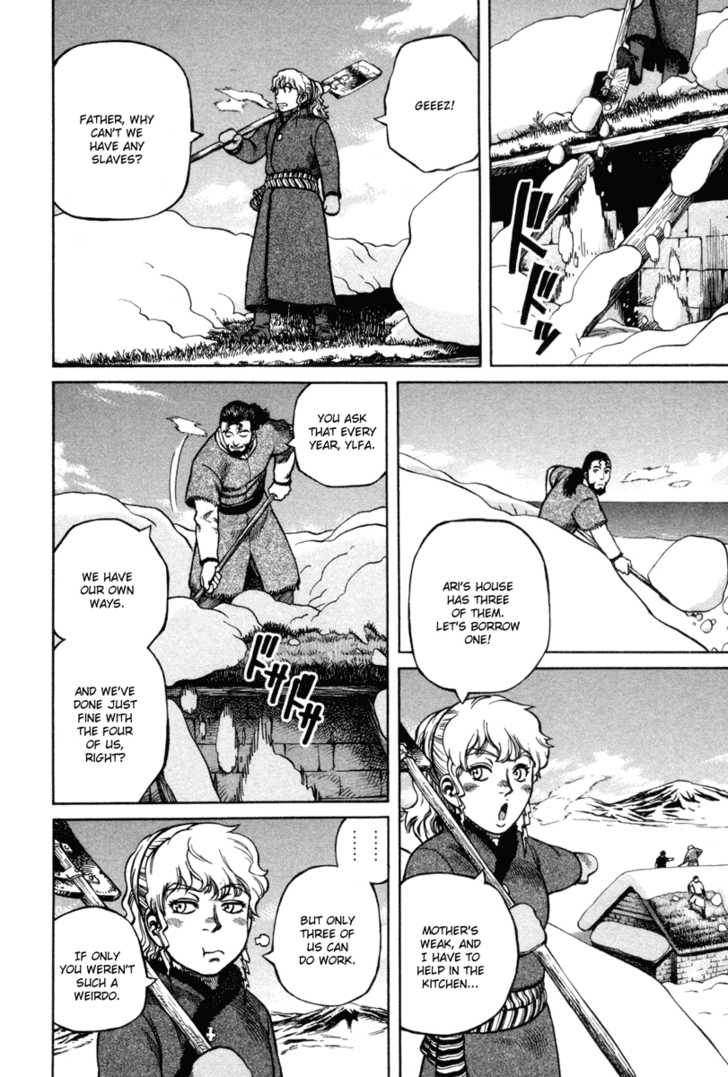 ドド
ドド
GEEEZ!
FATHER, WHY
CAN'T WE
HAVE ANY
SLAVES?
YOU ASK
THAT EVERY
YEAR, YLFA.
WE HAVE
OUR OWN
WAYS.
AND WE'VE
DONE JUST
FINE WITH
THE FOUR
OF US,
RIGHT?
ドサ
ドサ
ARI'S HOUSE
HAS THREE
OF THEM.
LET'S BORROW
ONE!
MOTHER'S
WEAK, AND
I HAVE TO
HELP IN THE
KITCHEN...
BUT ONLY
THREE OF
US CAN
DO WORK.
IF ONLY
YOU WEREN'T
SUCH A
WEIRDO.